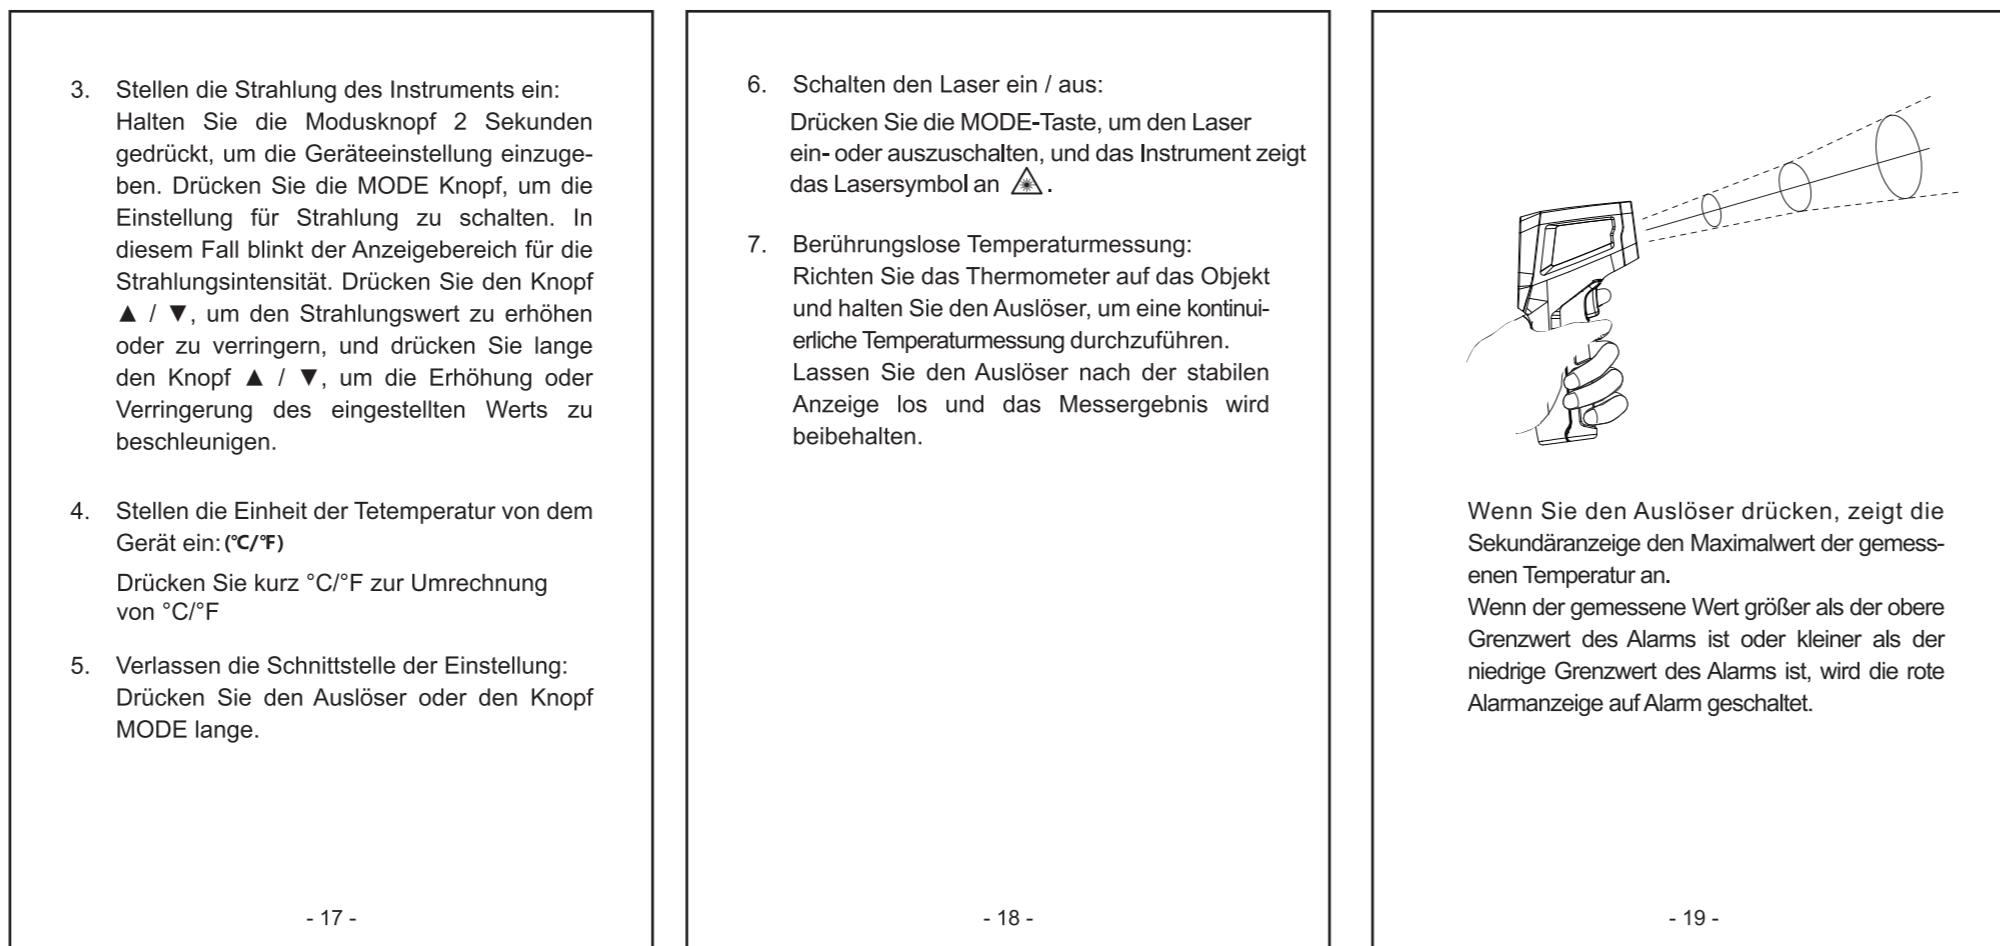 3. Stellen die Strahlung des Instruments ein:
Halten Sie die Modusknopf 2 Sekunden
gedrückt, um die Geräteeinstellung einzuge-
ben. Drücken Sie die MODE Knopf, um die
Einstellung für Strahlung zu schalten. In
diesem Fall blinkt der Anzeigebereich für die
Strahlungsintensität. Drücken Sie den Knopf
▲ / ▼, um den Strahlungswert zu erhöhen
oder zu verringern, und drücken Sie lange
den Knopf ▲ / ▼, um die Erhöhung oder
Verringerung des eingestellten Werts zu
beschleunigen.
4. Stellen die Einheit der Tetemperatur von dem
Gerät ein: (℃/℉)
Drücken Sie kurz °C/°F zur Umrechnung
von °C/°F
5. Verlassen die Schnittstelle der Einstellung:
Drücken Sie den Auslöser oder den Knopf
MODE lange.
- 17 -
6. Schalten den Laser ein / aus:
Drücken Sie die MODE-Taste, um den Laser
ein- oder auszuschalten, und das Instrument zeigt
das Lasersymbol an .
7. Berührungslose Temperaturmessung:
Richten Sie das Thermometer auf das Objekt
und halten Sie den Auslöser, um eine kontinui-
erliche Temperaturmessung durchzuführen.
Lassen Sie den Auslöser nach der stabilen
Anzeige los und das Messergebnis wird
beibehalten.
- 18 -
Wenn Sie den Auslöser drücken, zeigt die
Sekundäranzeige den Maximalwert der gemess-
enen Temperatur an.
Wenn der gemessene Wert größer als der obere
Grenzwert des Alarms ist oder kleiner als der
niedrige Grenzwert des Alarms ist, wird die rote
Alarmanzeige auf Alarm geschaltet.
- 19 -